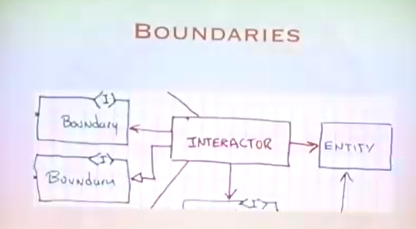 BOUNDARIES
<I>
Boundary
INTERACTOR
ENTITY
<I>
Boundary
<I>